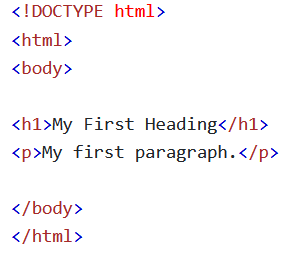 <!DOCTYPE html>
<html>
<body>

<h1>My First Heading</h1>
<p>My first paragraph.</p>

</body>
</html>